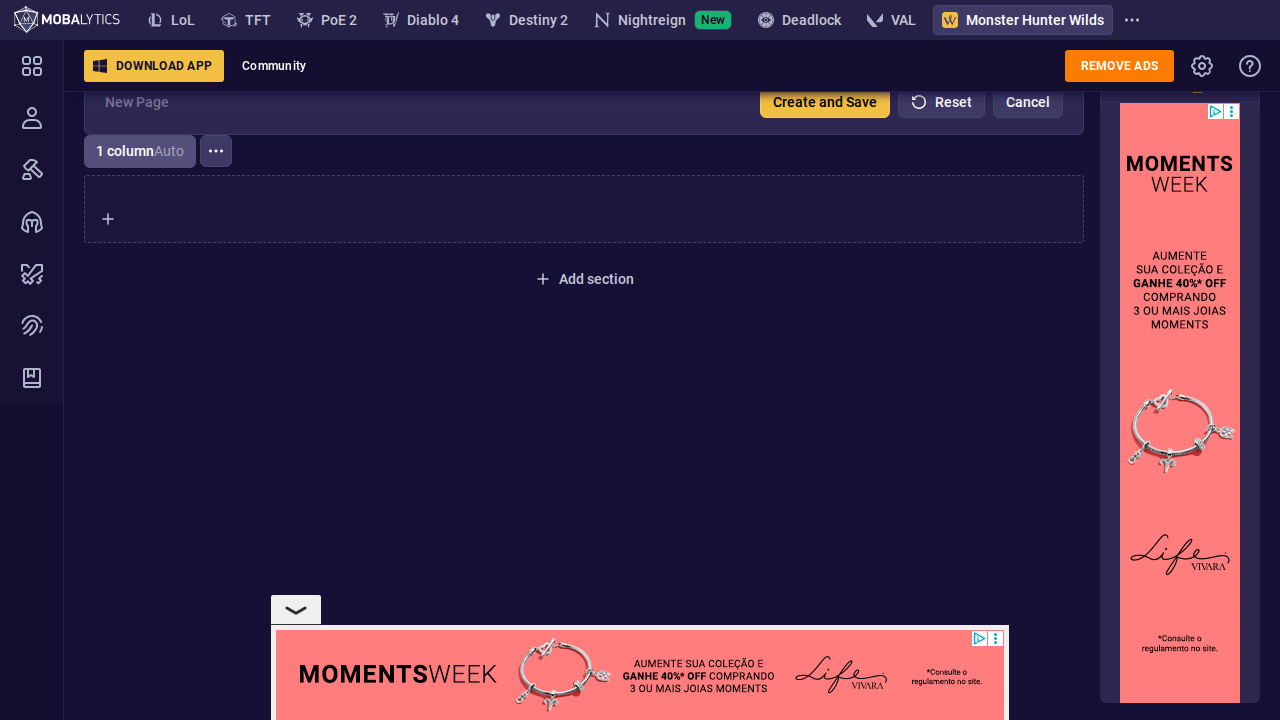 MOBALYTICS
LoL
TFT
PoE 2
Diablo 4
Destiny 2
Nightreign
New
Deadlock
VAL
Monster Hunter Wilds
DOWNLOAD APP
Community
REMOVE ADS
New Page
Create and Save
Reset
Cancel
1 columnAuto
Add section
MOMENTS
WEEK
AUMENTE
SUA COLEÇÃO E
GANHE 40%* OFF
COMPRANDO
3 OU MAIS JOIAS
MOMENTS
Life
VIVARA
*Consulte o
regulamento no site.
MOMENTSWEEK
AUMENTE SUA COLEÇÃO E
GANHE 40%* OFF COMPRANDO
3 OU MAIS JOIAS MOMENTS
Life
VIVARA
*Consulte o
regulamento no site.